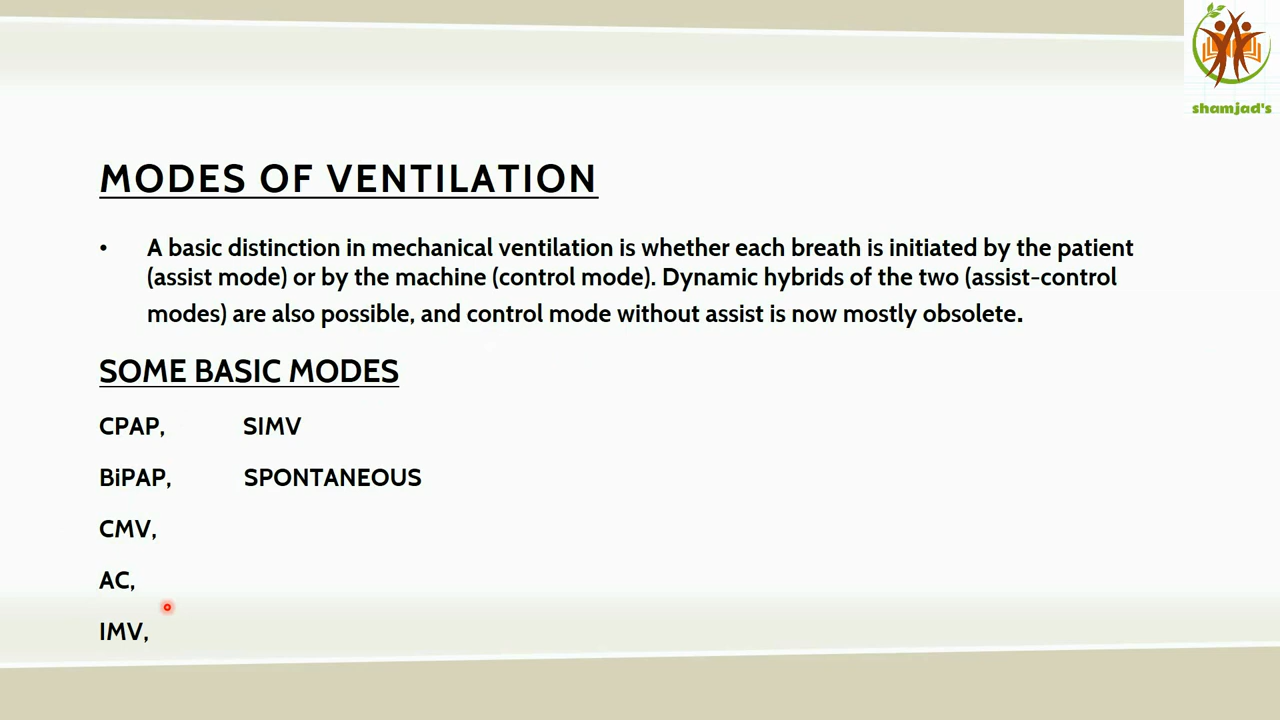 shamjad's
MODES OF VENTILATION
• A basic distinction in mechanical ventilation is whether each breath is initiated by the patient
(assist mode) or by the machine (control mode). Dynamic hybrids of the two (assist-control
modes) are also possible, and control mode without assist is now mostly obsolete.
SOME BASIC MODES
CPAP, SIMV
BiPAP, SPONTANEOUS
CMV,
AC,
IMV,